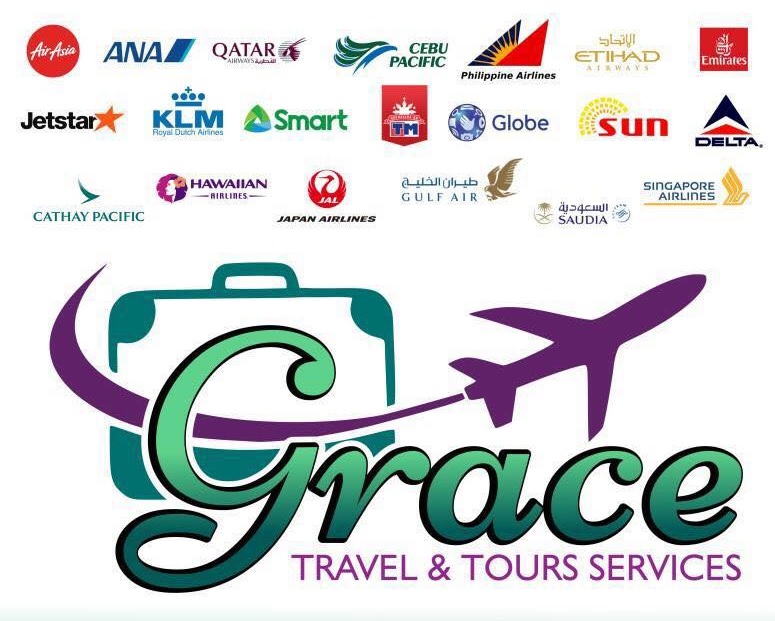 AirAsia
ANA
QATAR
AIRWAYS القطرية
CEBU
PACIFIC
Philippine Airlines
الإتحاد
ETIHAD
AIRWAYS
Emirates
Jetstar
KLM
Royal Dutch Airlines
Smart
TM
Globe
sun
DELTA
CATHAY PACIFIC
HAWAIIAN
AIRLINES
JAL
JAPAN AIRLINES
طيران الخليج
GULF AIR
السعودية
SAUDIA
SINGAPORE
AIRLINES
Grace
TRAVEL & TOURS SERVICES